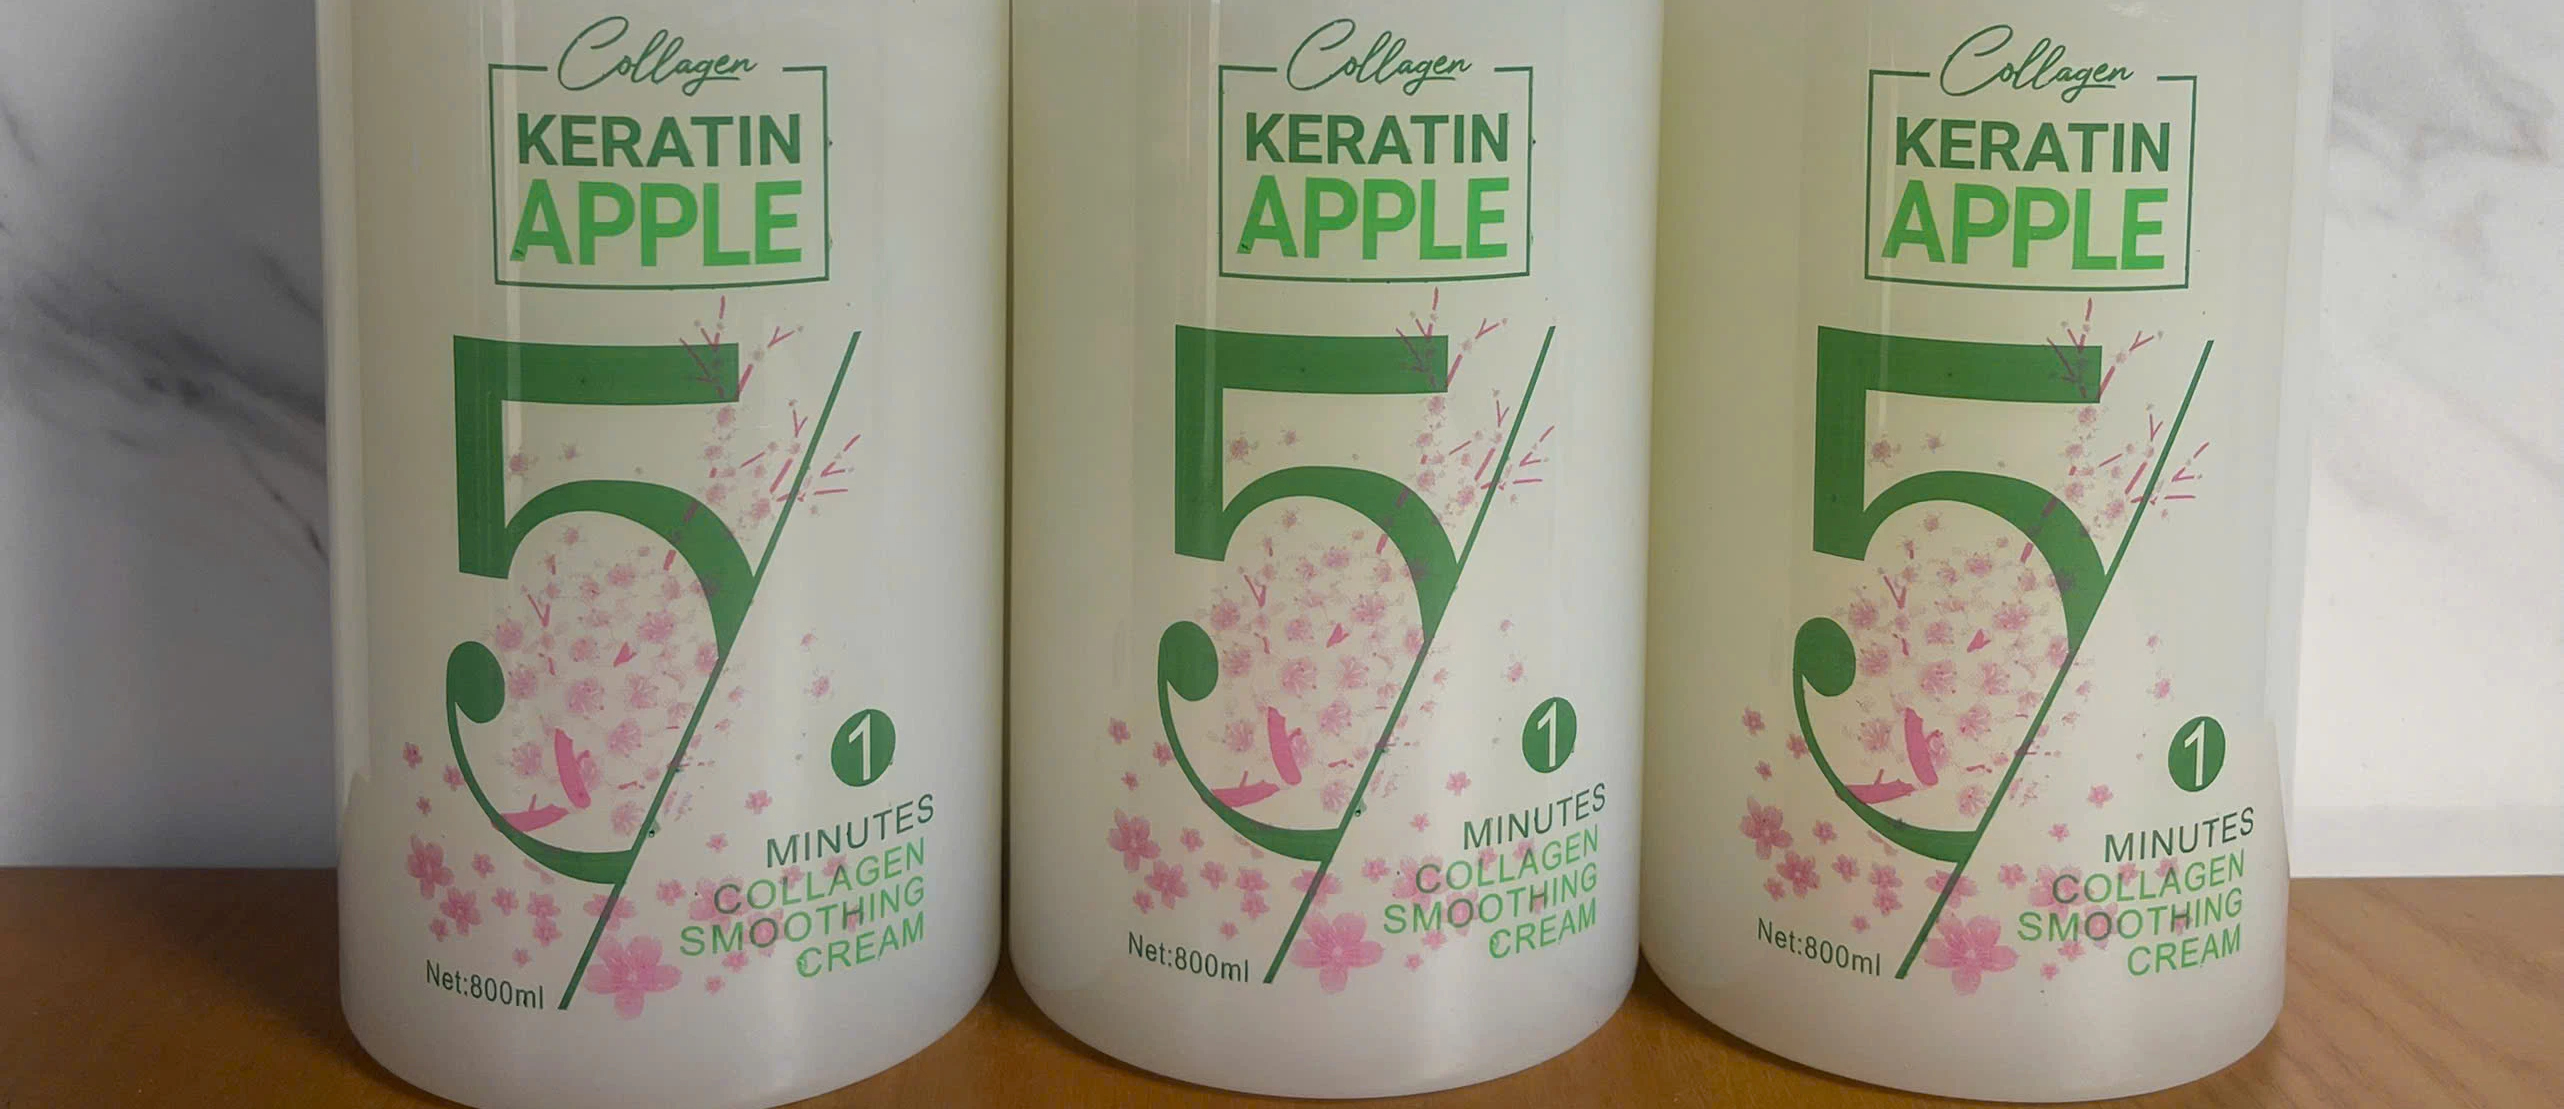 Collagen
KERATIN
APPLE
5
1
MINUTES
COLLAGEN
SMOOTHING
CREAM
Net:800ml
Collagen
KERATIN
APPLE
5
1
MINUTES
COLLAGEN
SMOOTHING
CREAM
Net:800ml
Collagen
KERATIN
APPLE
5
1
MINUTES
COLLAGEN
SMOOTHING
CREAM
Net:800ml